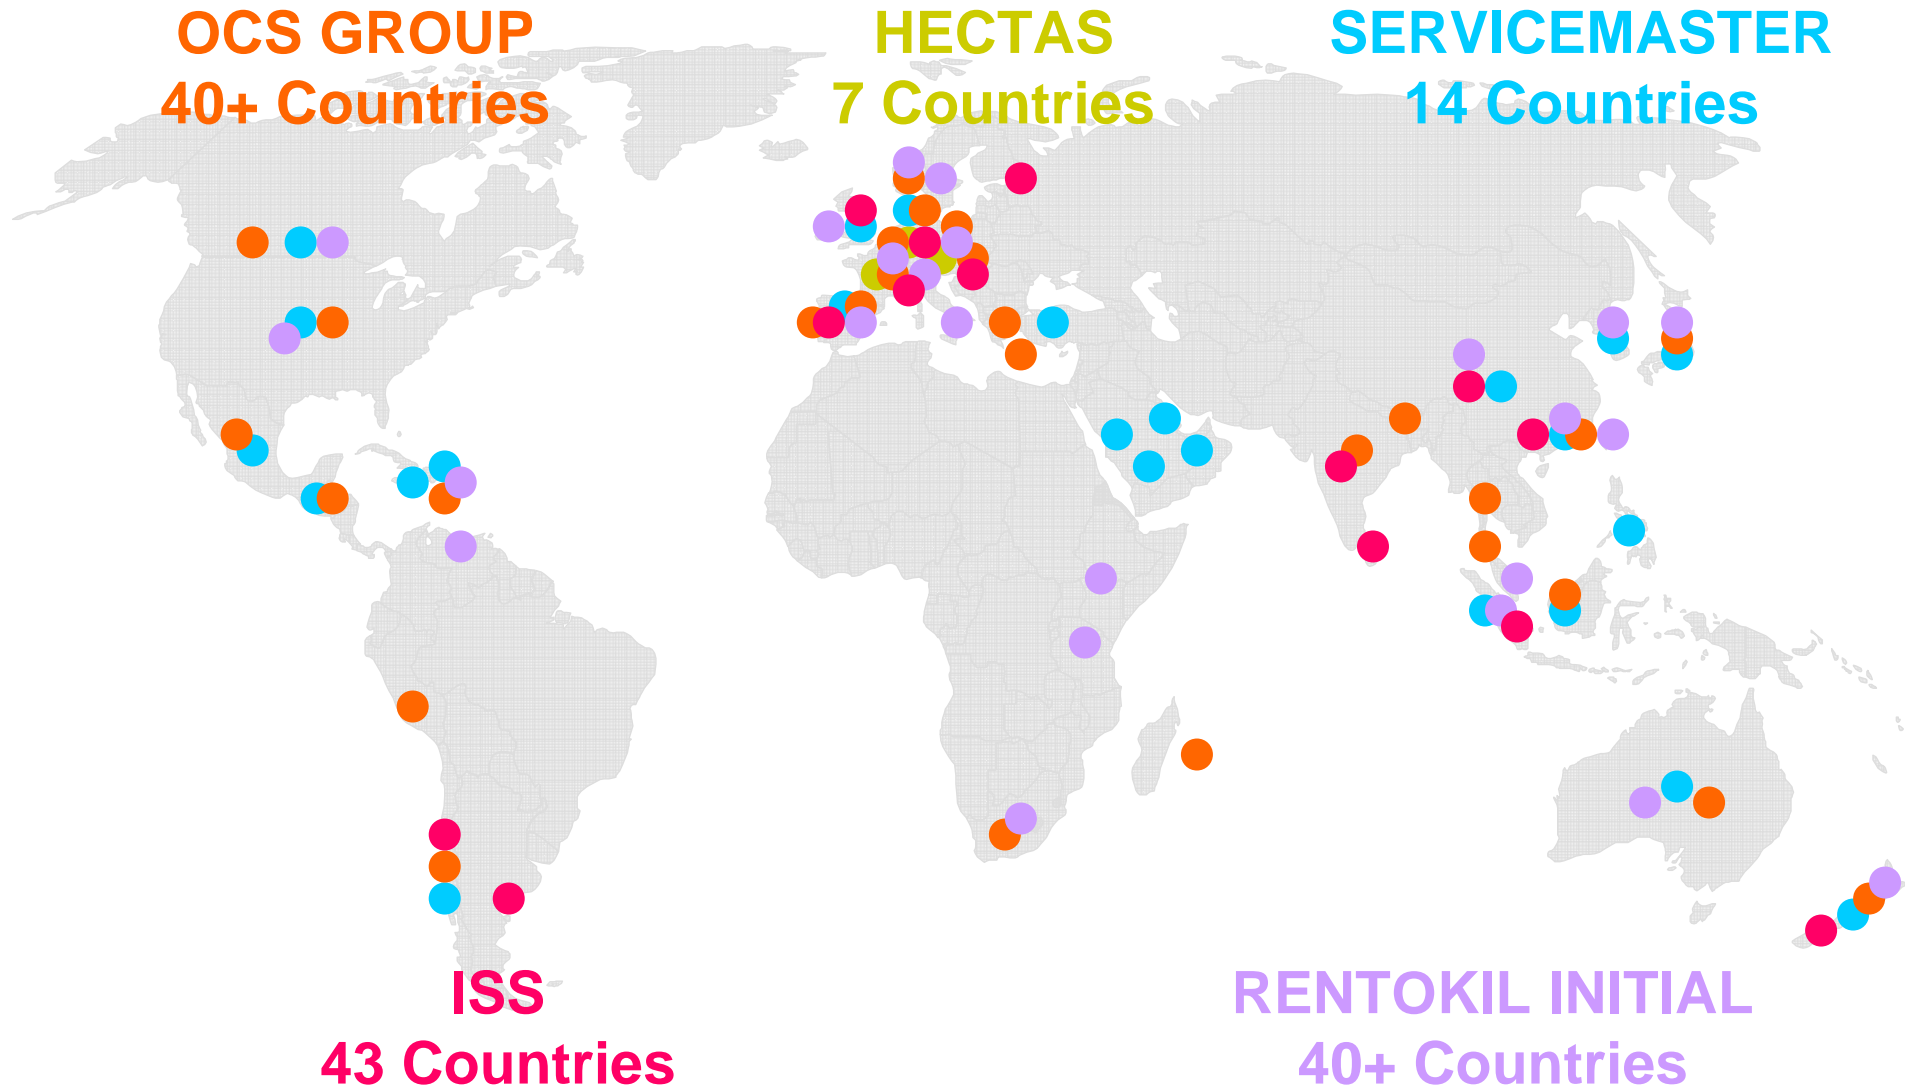 OCS GROUP
40+ Countries
HECTAS
7 Countries
SERVICEMASTER
14 Countries
ISS
43 Countries
RENTOKIL INITIAL
40+ Countries